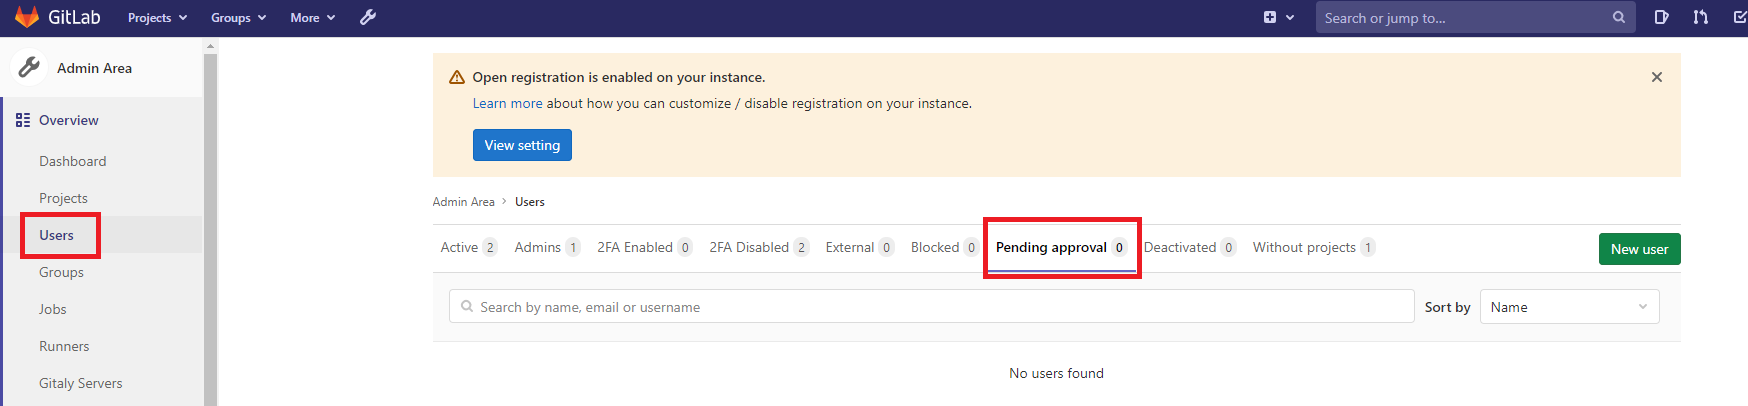 GitLab Projects Groups More Search or jump to...
Admin Area
Overview
Dashboard
Projects
Users
Groups
Jobs
Runners
Gitaly Servers
Open registration is enabled on your instance.
Learn more about how you can customize / disable registration on your instance.
View setting
Admin Area > Users
Active 2 Admins 1 2FA Enabled 0 2FA Disabled 2 External 0 Blocked 0 Pending approval 0 Deactivated 0 Without projects 1 New user
Search by name, email or username Sort by Name
No users found